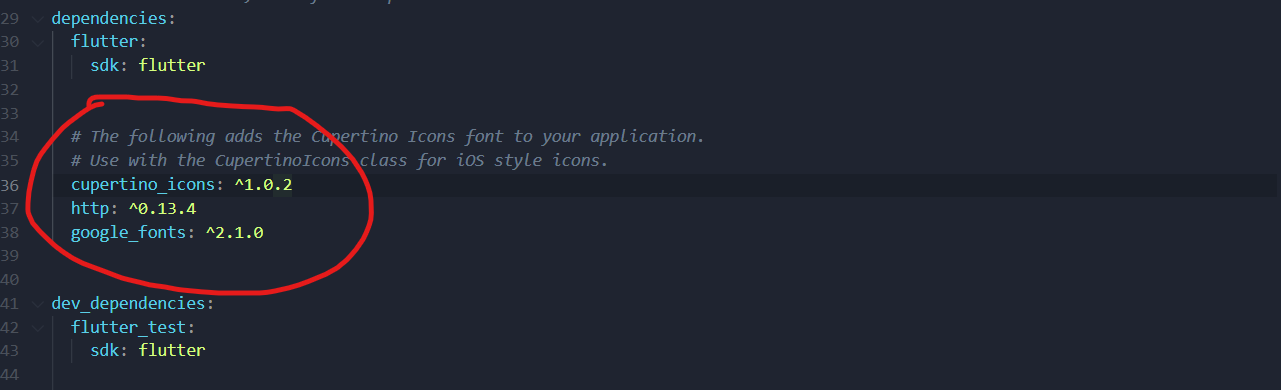 29 dependencies:
30 flutter:
31 sdk: flutter
32
33
34 # The following adds the Cupertino Icons font to your application.
35 # Use with the CupertinoIcons class for iOS style icons.
36 cupertino_icons: ^1.0.2
37 http: ^0.13.4
38 google_fonts: ^2.1.0
39
40
41 dev_dependencies:
42 flutter_test:
43 sdk: flutter
44